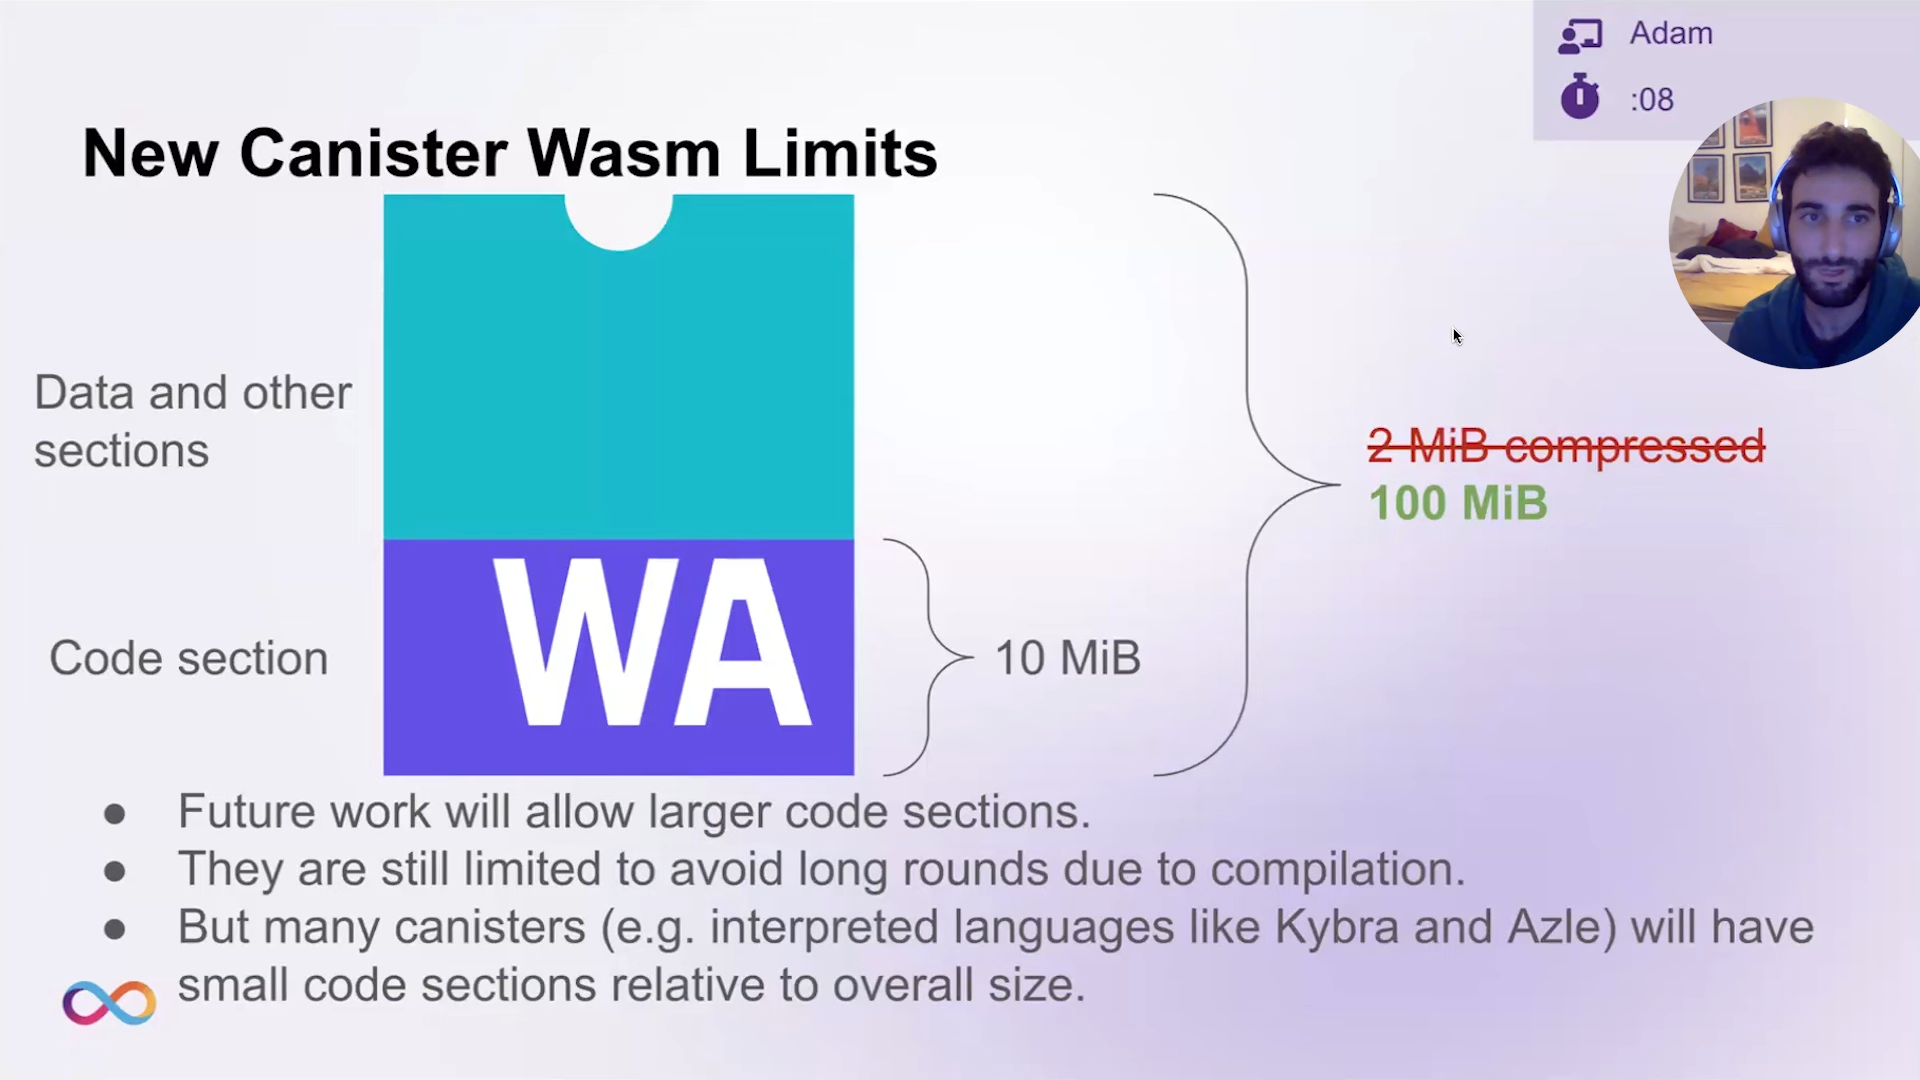 Adam
:08
New Canister Wasm Limits
Data and other
sections
2 MiB compressed
100 MiB
WA
Code section
10 MiB
● Future work will allow larger code sections.
● They are still limited to avoid long rounds due to compilation.
● But many canisters (e.g. interpreted languages like Kybra and Azle) will have
small code sections relative to overall size.